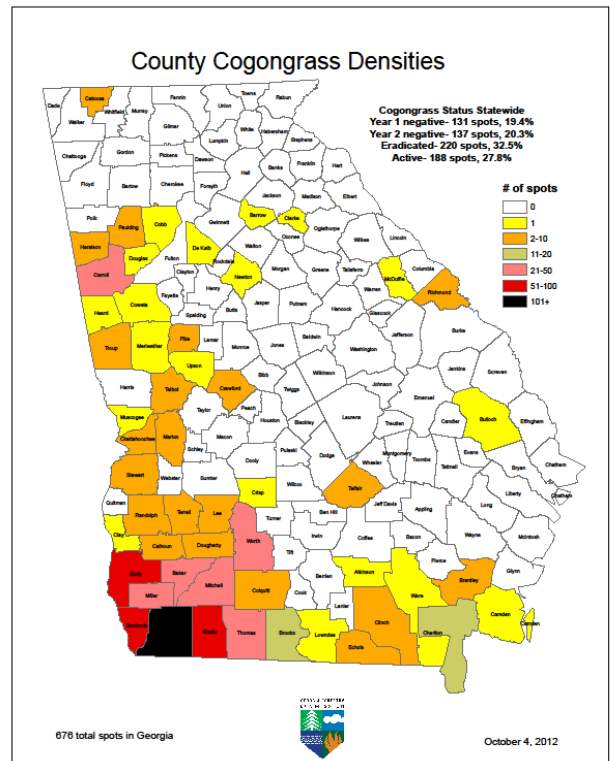 County Cogongrass Densities
Cogongrass Status Statewide
Year 1 negative- 131 spots, 19.4%
Year 2 negative- 137 spots, 20.3%
Eradicated- 220 spots, 32.5%
Active- 188 spots, 27.8%
# of spots
0
1
2-10
11-20
21-50
51-100
101+
Dade
Catoosa
Whitfield
Murray
Fannin
Union
Towns
Rabun
Walker
Gilmer
Lumpkin
White
Habersham
Stephens
Chattooga
Gordon
Pickens
Dawson
Hall
Banks
Franklin
Hart
Floyd
Bartow
Cherokee
Forsyth
Jackson
Madison
Elbert
Polk
Paulding
Cobb
Gwinnett
Barrow
Clarke
Oconee
Oglethorpe
Wilkes
Lincoln
Haralson
Douglas
Fulton
De Kalb
Rockdale
Walton
Morgan
Greene
Taliaferro
McDuffie
Columbia
Carroll
Clayton
Henry
Newton
Warren
Richmond
Heard
Coweta
Fayette
Spalding
Butts
Jasper
Putnam
Hancock
Glascock
Jefferson
Burke
Troup
Meriwether
Pike
Lamar
Monroe
Jones
Baldwin
Washington
Jenkins
Screven
Upson
Harris
Talbot
Crawford
Bibb
Twiggs
Wilkinson
Johnson
Emanuel
Muscogee
Taylor
Peach
Houston
Bleckley
Laurens
Treutlen
Candler
Bulloch
Effingham
Chattahoochee
Marion
Macon
Schley
Pulaski
Dodge
Wheeler
Montgomery
Toombs
Tattnall
Evans
Bryan
Chatham
Chatham
Stewart
Webster
Sumter
Dooly
Crisp
Wilcox
Telfair
Jeff Davis
Appling
Long
Liberty
Quitman
Randolph
Terrell
Lee
Turner
Ben Hill
Coffee
Bacon
Wayne
McIntosh
Clay
Calhoun
Dougherty
Worth
Tift
Irwin
Pierce
Early
Baker
Mitchell
Colquitt
Cook
Berrien
Atkinson
Ware
Brantley
Glynn
Miller
Lanier
Clinch
Charlton
Camden
Camden
Seminole
Grady
Thomas
Brooks
Lowndes
Echols
676 total spots in Georgia
October 4, 2012